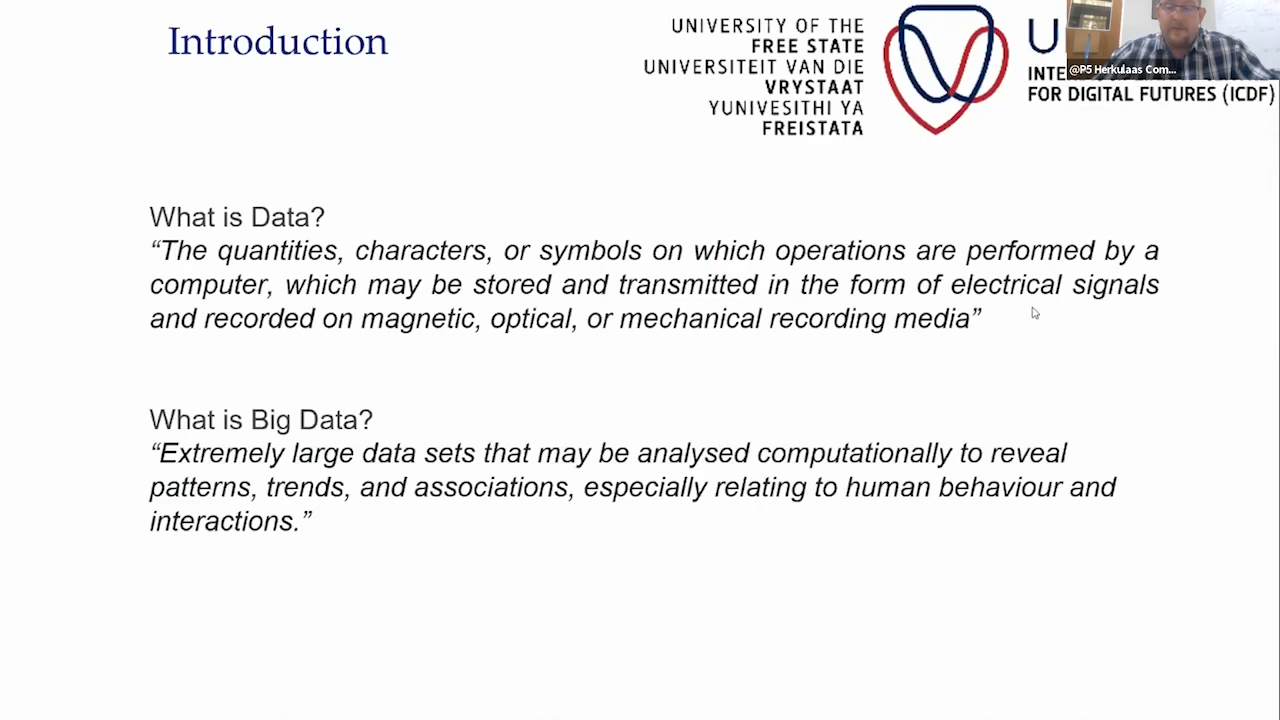 Introduction
UNIVERSITY OF THE
FREE STATE
UNIVERSITEIT VAN DIE
VRYSTAAT
YUNIVESITHI YA
FREISTATA
U
INTE
FOR DIGITAL FUTURES (ICDF)
@P5 Herkulaas Com...
What is Data?
“The quantities, characters, or symbols on which operations are performed by a
computer, which may be stored and transmitted in the form of electrical signals
and recorded on magnetic, optical, or mechanical recording media”
What is Big Data?
“Extremely large data sets that may be analysed computationally to reveal
patterns, trends, and associations, especially relating to human behaviour and
interactions.”